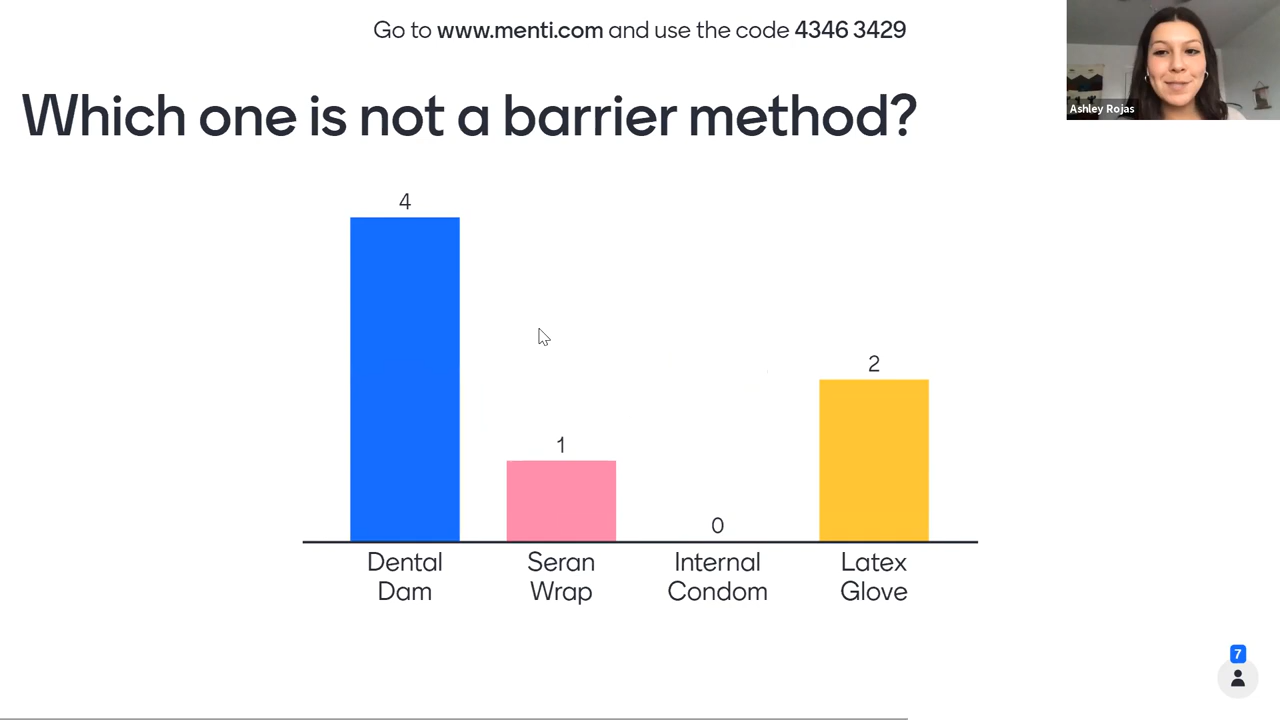 Go to www.menti.com and use the code 4346 3429
Ashley Rojas
Which one is not a barrier method?
4
1
0
2
Dental
Dam
Seran
Wrap
Internal
Condom
Latex
Glove
7